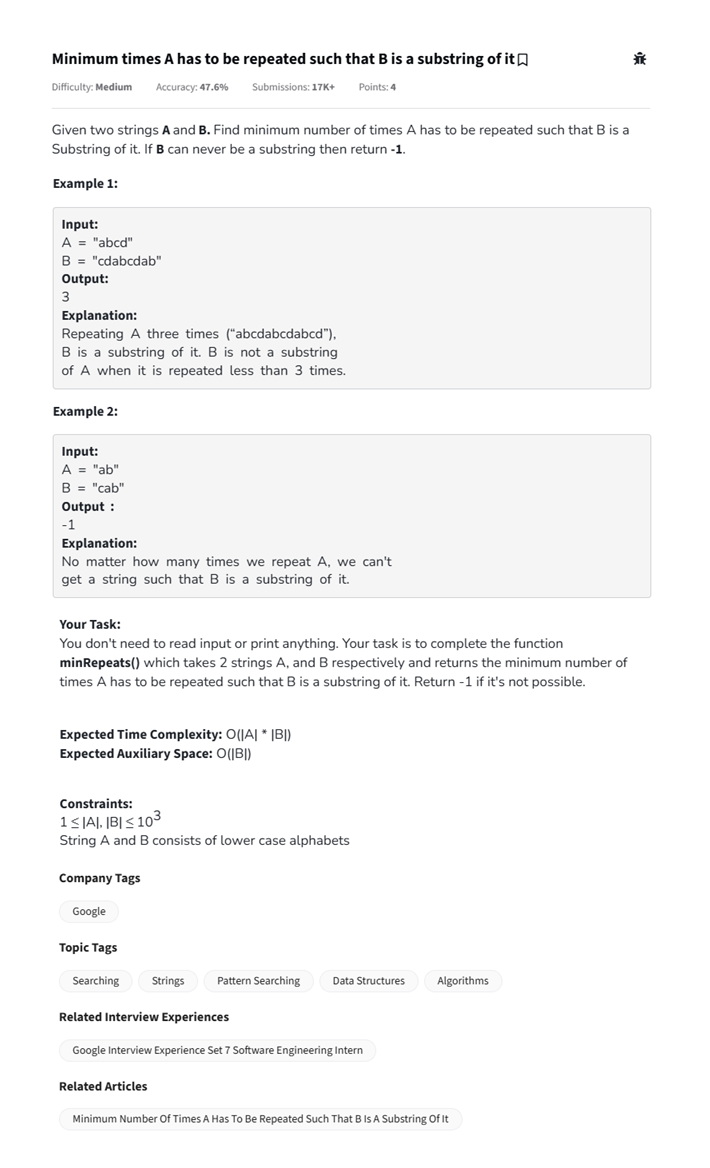 Minimum times A has to be repeated such that B is a substring of it
Difficulty: Medium Accuracy: 47.6% Submissions: 17K+ Points: 4
Given two strings A and B. Find minimum number of times A has to be repeated such that B is a
Substring of it. If B can never be a substring then return -1.
Example 1:
Input:
A = "abcd"
B = "cdabcdab"
Output:
3
Explanation:
Repeating A three times (“abcdabcdabcd”),
B is a substring of it. B is not a substring
of A when it is repeated less than 3 times.
Example 2:
Input:
A = "ab"
B = "cab"
Output :
-1
Explanation:
No matter how many times we repeat A, we can't
get a string such that B is a substring of it.
Your Task:
You don't need to read input or print anything. Your task is to complete the function
minRepeats() which takes 2 strings A, and B respectively and returns the minimum number of
times A has to be repeated such that B is a substring of it. Return -1 if it's not possible.
Expected Time Complexity: O(|A| * |B|)
Expected Auxiliary Space: O(|B|)
Constraints:
1 ≤ |A|, |B| ≤ 10³
String A and B consists of lower case alphabets
Company Tags
Google
Topic Tags
Searching Strings Pattern Searching Data Structures Algorithms
Related Interview Experiences
Google Interview Experience Set 7 Software Engineering Intern
Related Articles
Minimum Number Of Times A Has To Be Repeated Such That B Is A Substring Of It